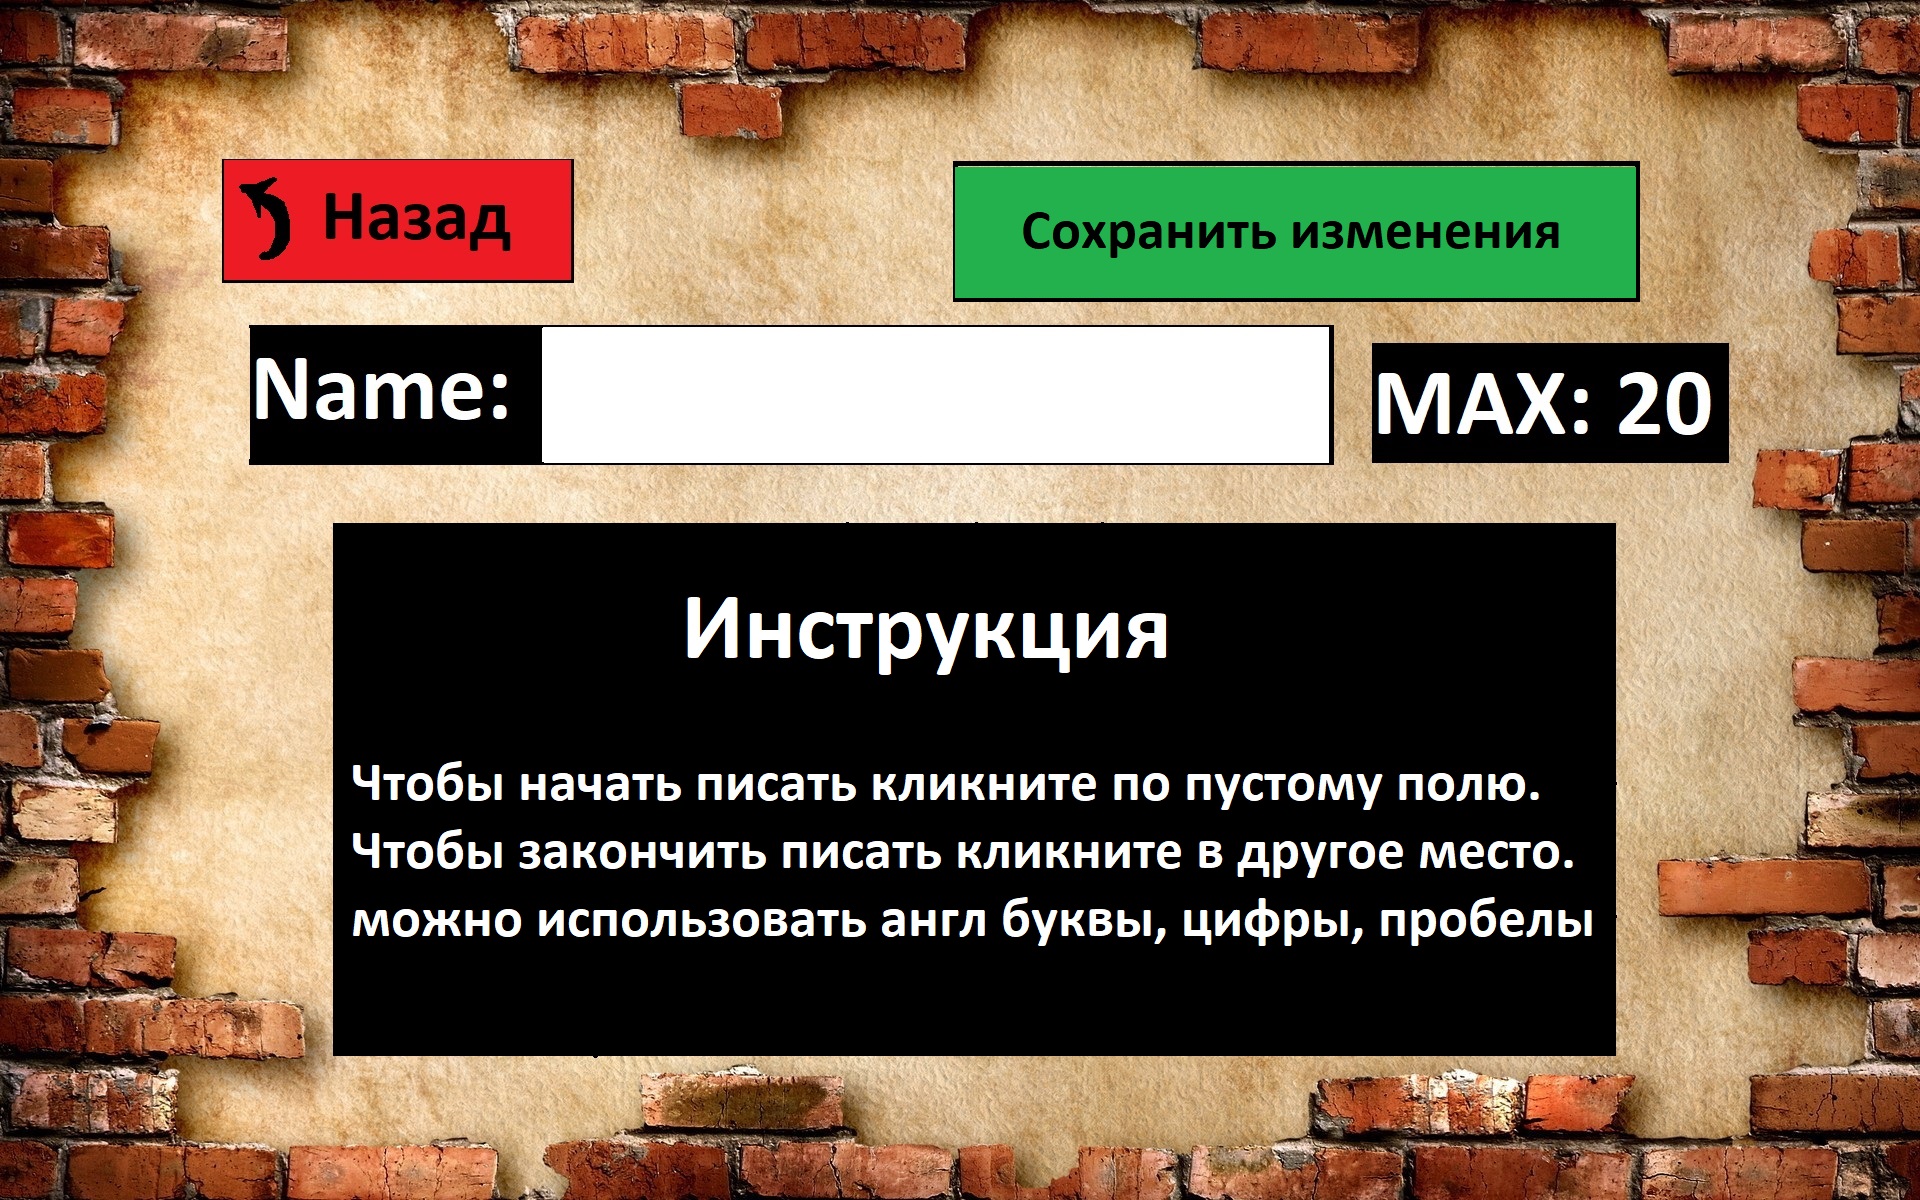 Назад
Сохранить изменения
Name:
MAX: 20
Инструкция
Чтобы начать писать кликните по пустому полю.
Чтобы закончить писать кликните в другое место.
можно использовать англ буквы, цифры, пробелы